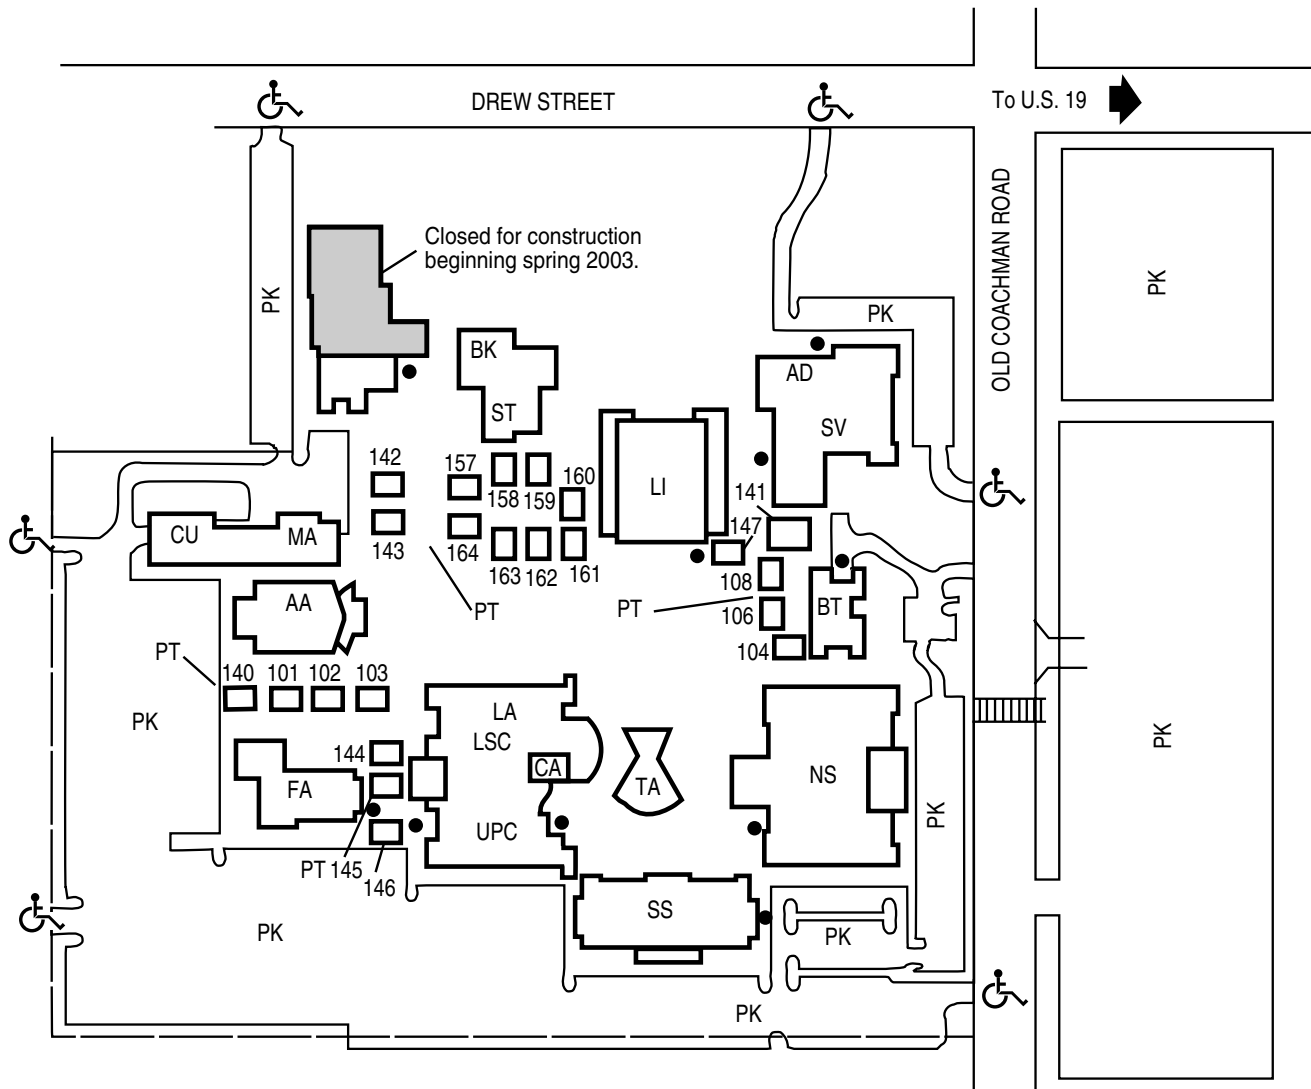 DREW STREET
To U.S. 19
OLD COACHMAN ROAD
Closed for construction
beginning spring 2003.
PK
PK
PK
BK
ST
AD
SV
LI
142
157
158
159
160
141
147
143
164
163
162
161
CU
MA
108
106
104
BT
PT
PT
AA
PT
140
101
102
103
PK
LA
LSC
CA
UPC
TA
NS
PK
PK
144
FA
PT 145
146
SS
PK
PK
PK